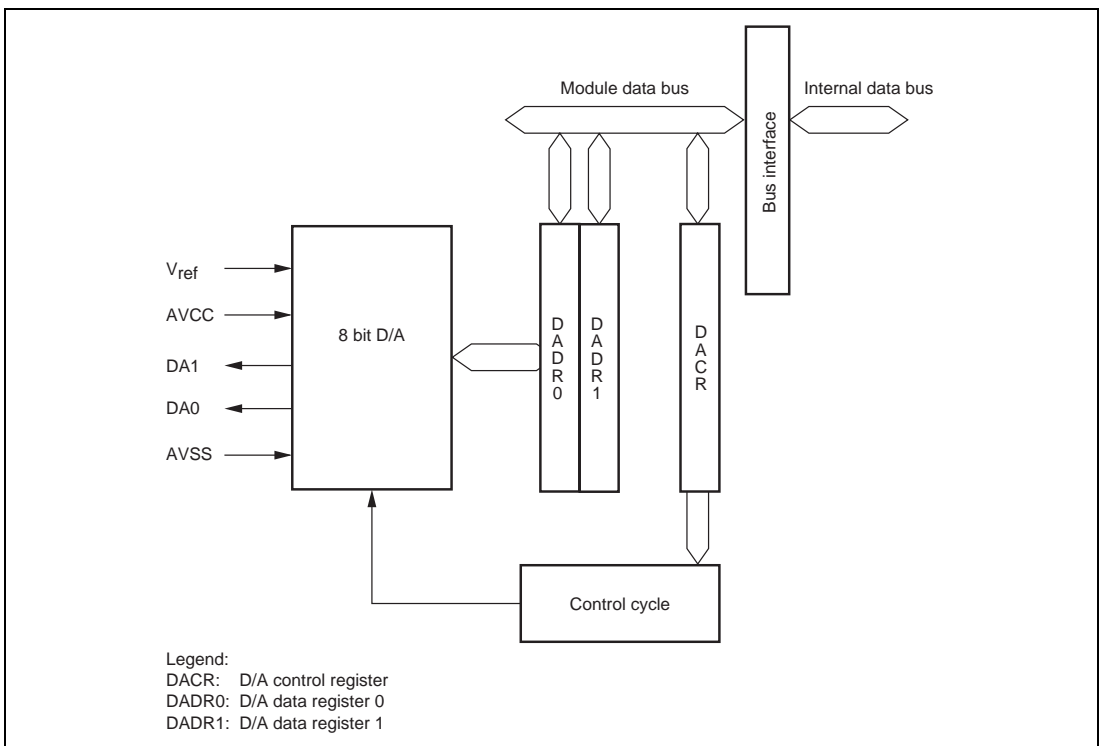 Module data bus
Internal data bus
Bus interface
Vref
AVCC
DA1
DA0
AVSS
8 bit D/A
DADR0
DADR1
DACR
Control cycle
Legend:
DACR: D/A control register
DADR0: D/A data register 0
DADR1: D/A data register 1